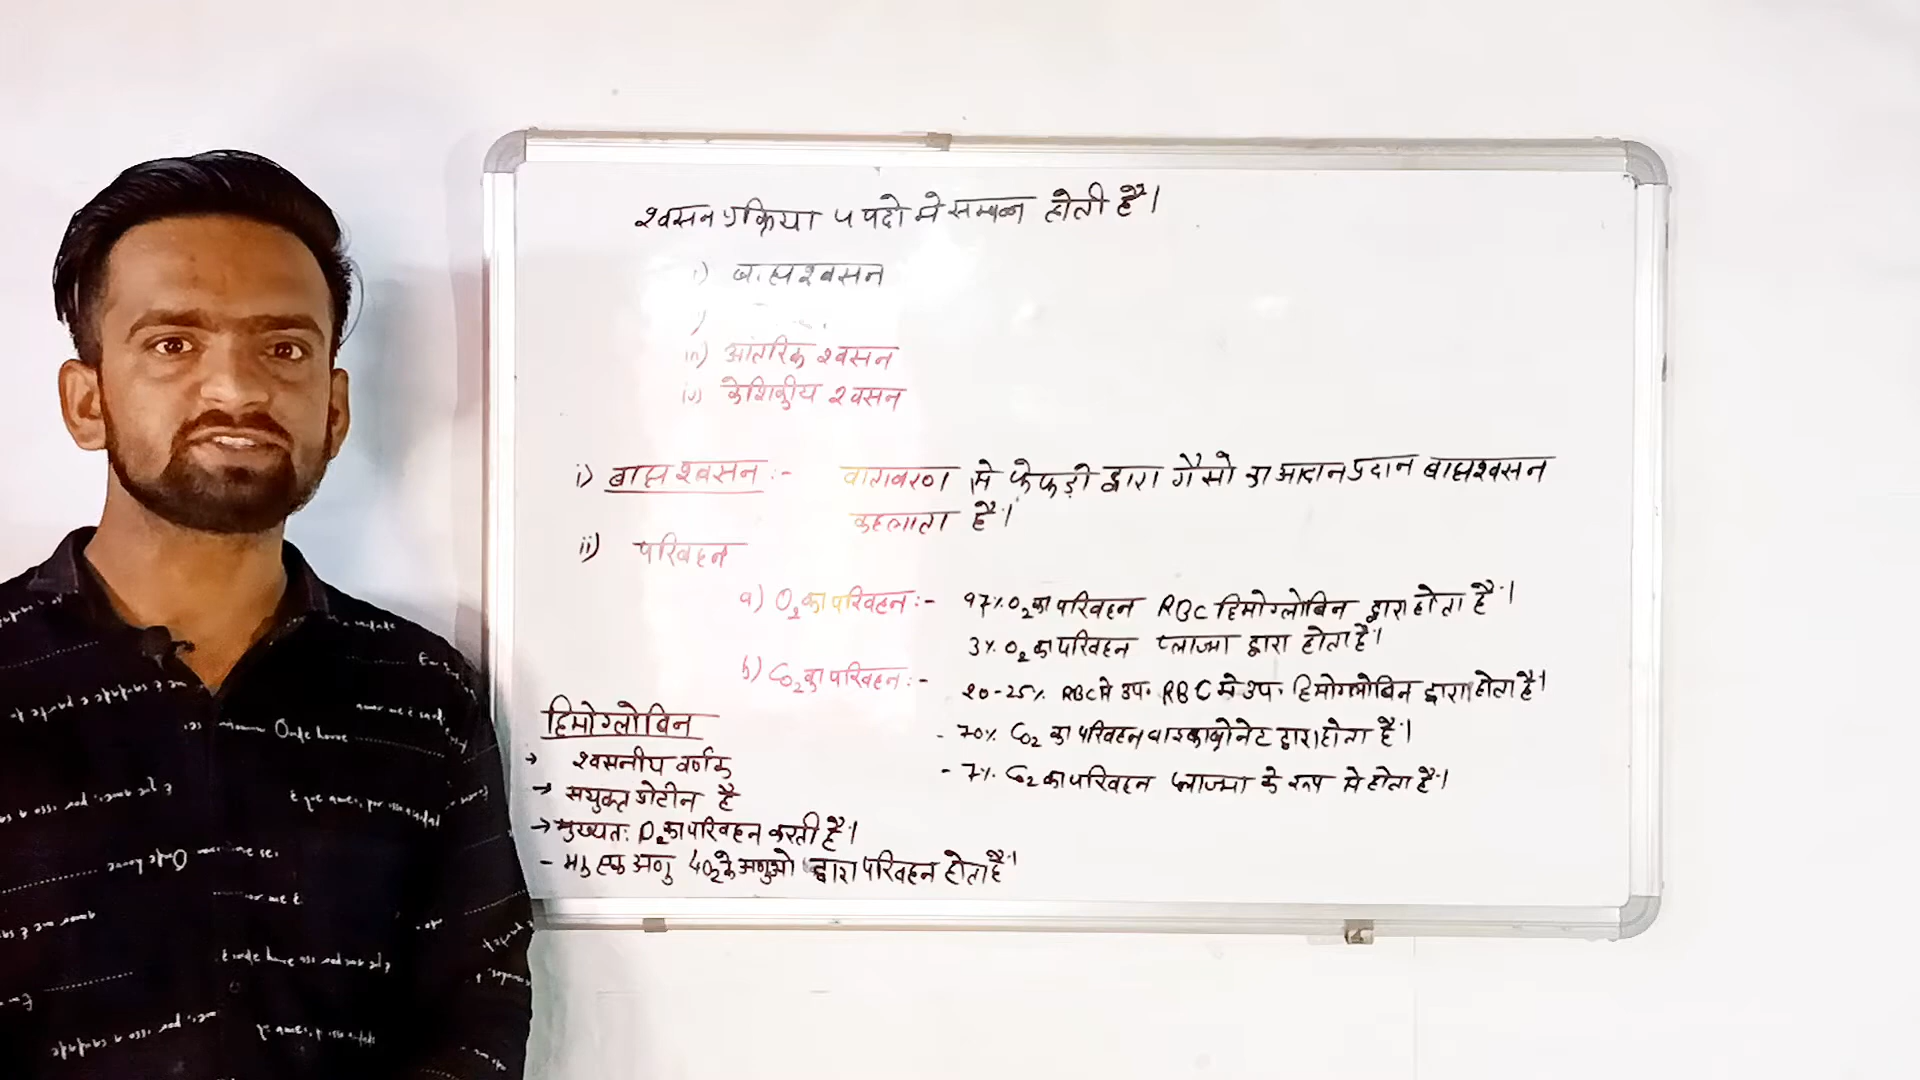 श्वसन प्रक्रिया 4 पदो मे सम्पन्न होती है।
i) बाह्य श्वसन
iii) आंतरिक श्वसन
iv) केशिकीय श्वसन
i) बाह्य श्वसन :- वातावरण से फेफड़ो द्वारा गैसो का आदान प्रदान बाह्य श्वसन
कहलाता है।
ii) परिवहन
a) O₂ का परिवहन :- 97% O₂ का परिवहन RBC हिमोग्लोबिन द्वारा होता है।
3% O₂ का परिवहन प्लाज्मा द्वारा होता है।
b) CO₂ का परिवहन :- 20-25% RBC मे उप. RBC मे उप. हिमोग्लोबिन द्वारा होता है।
- 70% CO₂ का परिवहन द्वारा होता है।
- 7% CO₂ का परिवहन प्लाज्मा के रूप मे होता है।
हिमोग्लोबिन
→ श्वसनीय वर्णक
→ सयुक्त प्रोटीन है
→ मुख्यतः O₂ का परिवहन करती है।
- एक अणु 4O₂ के अणुओ द्वारा परिवहन होता है।